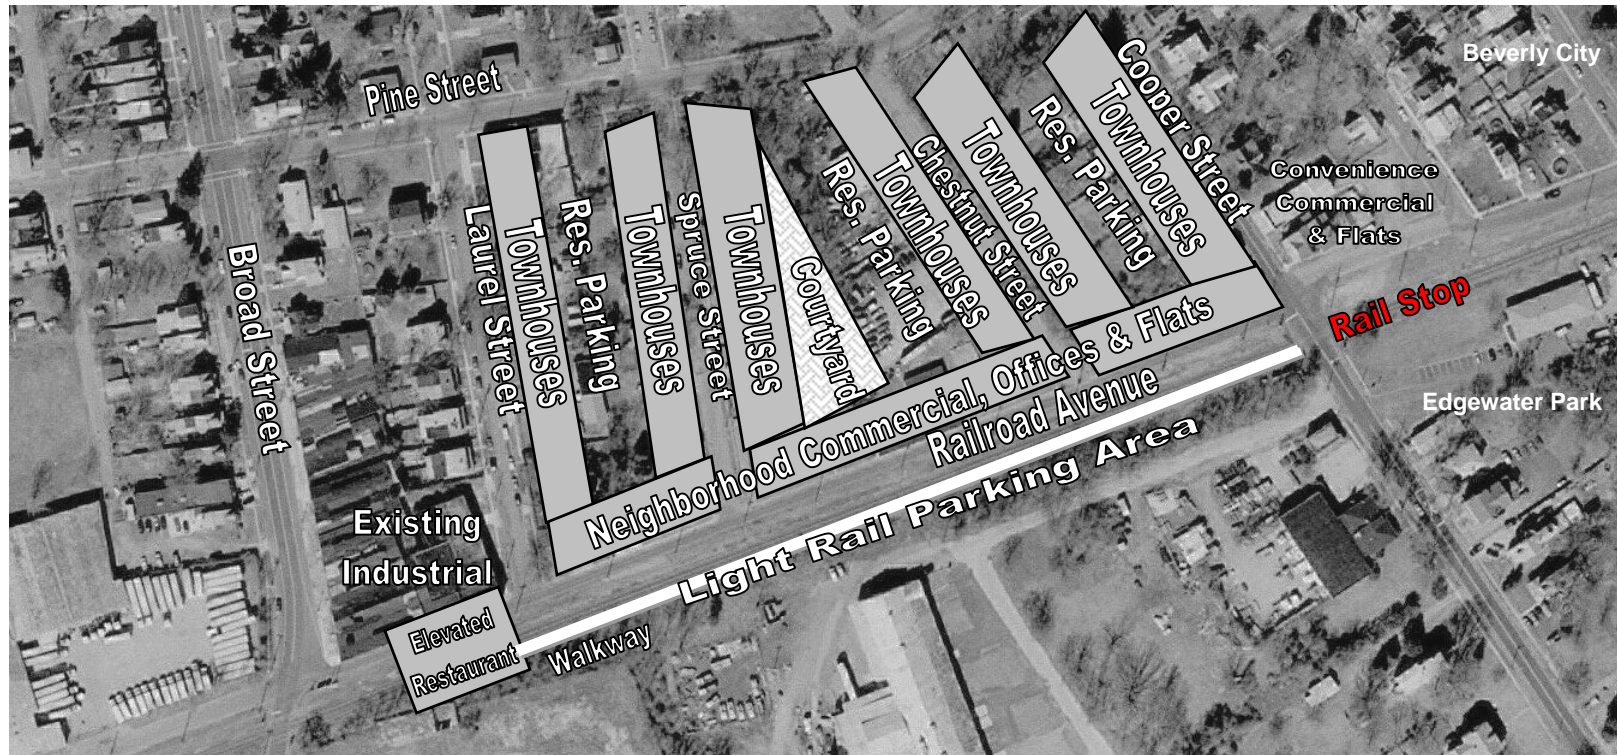 Pine Street
Beverly City
Cooper Street
Townhouses
Res. Parking
Townhouses
Chestnut Street
Townhouses
Res. Parking
Courtyard
Townhouses
Spruce Street
Townhouses
Res. Parking
Townhouses
Laurel Street
Broad Street
Convenience
Commercial
& Flats
Rail Stop
Edgewater Park
Neighborhood Commercial, Offices & Flats
Railroad Avenue
Light Rail Parking Area
Existing
Industrial
Elevated
Restaurant
Walkway